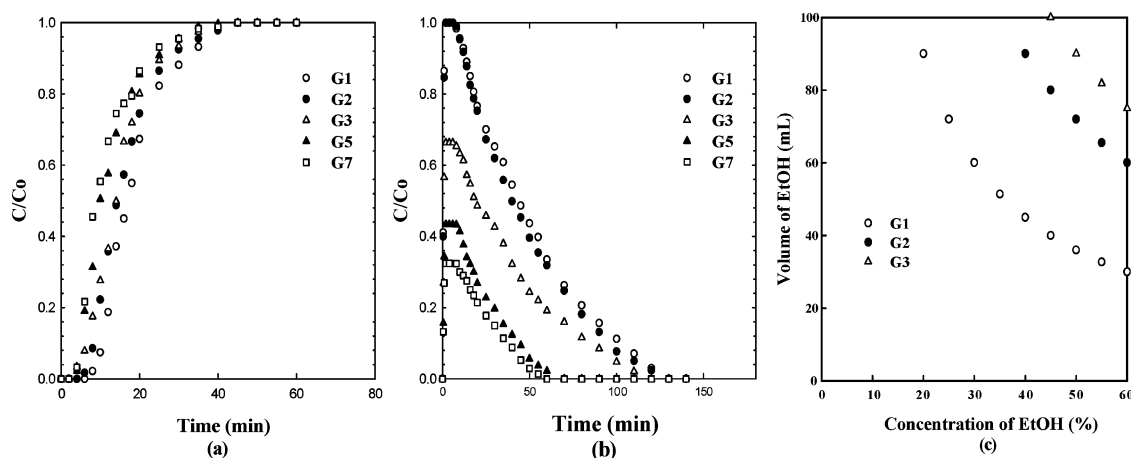 1.0
0.8
0.6
0.4
0.2
0.0
C/Co
G1
G2
G3
G5
G7
0 20 40 60 80
Time (min)
(a)
1.0
0.8
0.6
0.4
0.2
0.0
C/Co
G1
G2
G3
G5
G7
0 50 100 150
Time (min)
(b)
100
80
60
40
20
0
Volume of EtOH (mL)
G1
G2
G3
0 10 20 30 40 50 60
Concentration of EtOH (%)
(c)